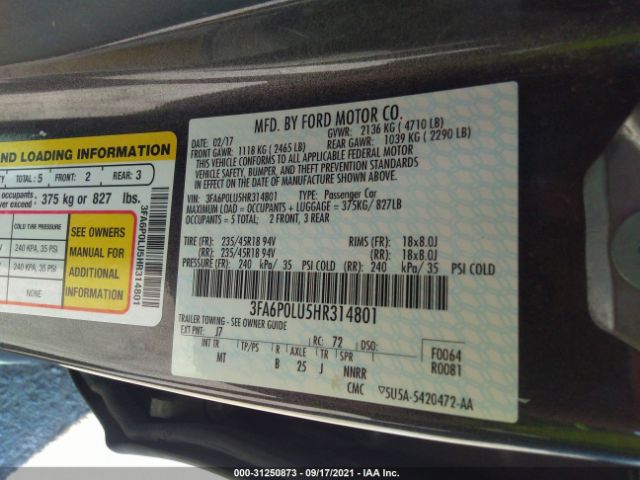 ND LOADING INFORMATION
TOTAL: 5 FRONT: 2 REAR: 3
occupants
exceed: 375 kg or 827 lbs.
COLD TIRE PRESSURE
240 KPA, 35 PSI
240 KPA, 35 PSI
NONE
SEE OWNERS
MANUAL FOR
ADDITIONAL
INFORMATION
3FA6P0LU5HR314801
MFD. BY FORD MOTOR CO.
DATE: 02/17 GVWR: 2136 KG ( 4710 LB)
FRONT GAWR: 1118 KG ( 2465 LB) REAR GAWR: 1039 KG ( 2290 LB)
THIS VEHICLE CONFORMS TO ALL APPLICABLE FEDERAL MOTOR
VEHICLE SAFETY, BUMPER, AND THEFT PREVENTION STANDARDS
IN EFFECT ON THE DATE OF MANUFACTURE SHOWN ABOVE.
VIN: 3FA6P0LU5HR314801 TYPE: Passenger Car
MAXIMUM LOAD = OCCUPANTS + LUGGAGE = 375KG/ 827LB
OCCUPANTS = 5 TOTAL: 2 FRONT, 3 REAR
TIRE (FR): 235/45R18 94V RIMS (FR): 18x8.0J
(RR): 235/45R18 94V (RR): 18x8.0J
PRESSURE (FR): 240 kPa/ 35 PSI COLD (RR): 240 kPa/ 35 PSI COLD
3FA6P0LU5HR314801
TRAILER TOWING - SEE OWNER GUIDE
EXT PNT: J7 RC: 72 DSO:
INT TR TP/PS R AXLE TR SPR
MT B 25 J NNRR
F0064
R0081
CMC ▽5U5A-5420472-AA
000-31250873 - 09/17/2021 - IAA Inc.